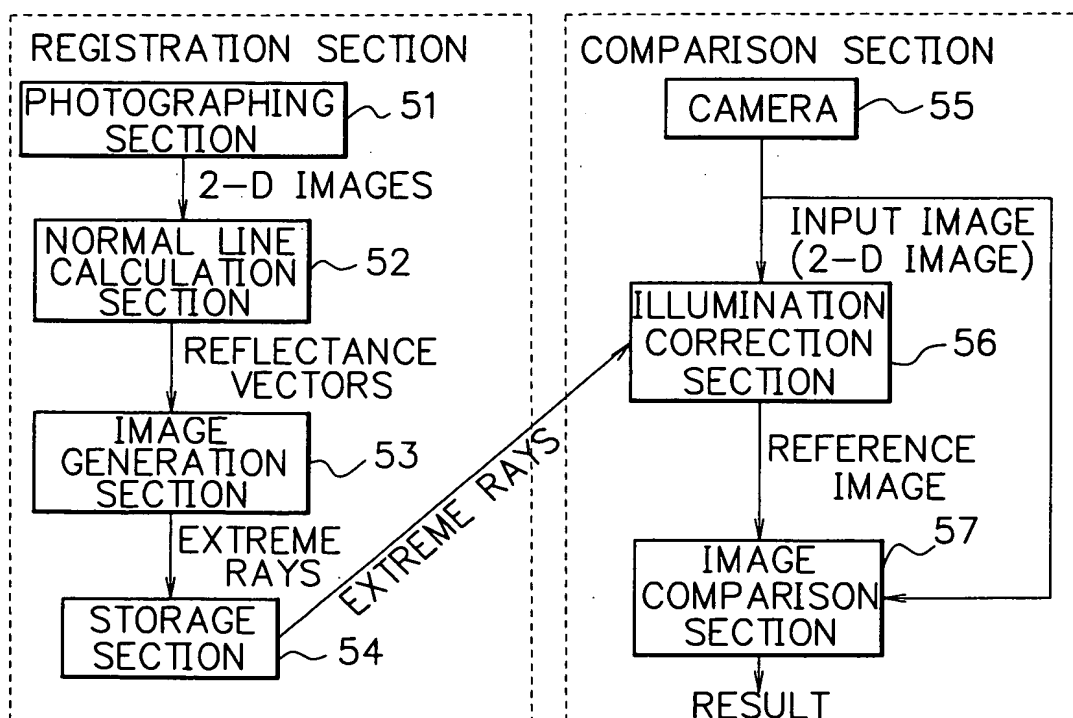 REGISTRATION SECTION
PHOTOGRAPHING
SECTION
51
2-D IMAGES
NORMAL LINE
CALCULATION
SECTION
52
REFLECTANCE
VECTORS
IMAGE
GENERATION
SECTION
53
EXTREME
RAYS
STORAGE
SECTION
54
EXTREME RAYS
COMPARISON SECTION
CAMERA
55
INPUT IMAGE
(2-D IMAGE)
ILLUMINATION
CORRECTION
SECTION
56
REFERENCE
IMAGE
IMAGE
COMPARISON
SECTION
57
RESULT